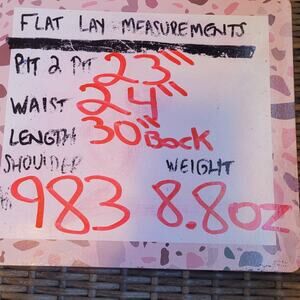 FLAT LAY MEASUREMENTS
PIT 2 PIT 23"
WAIST 24"
LENGTH 30" Back
SHOULDER WEIGHT
983 8.8oz